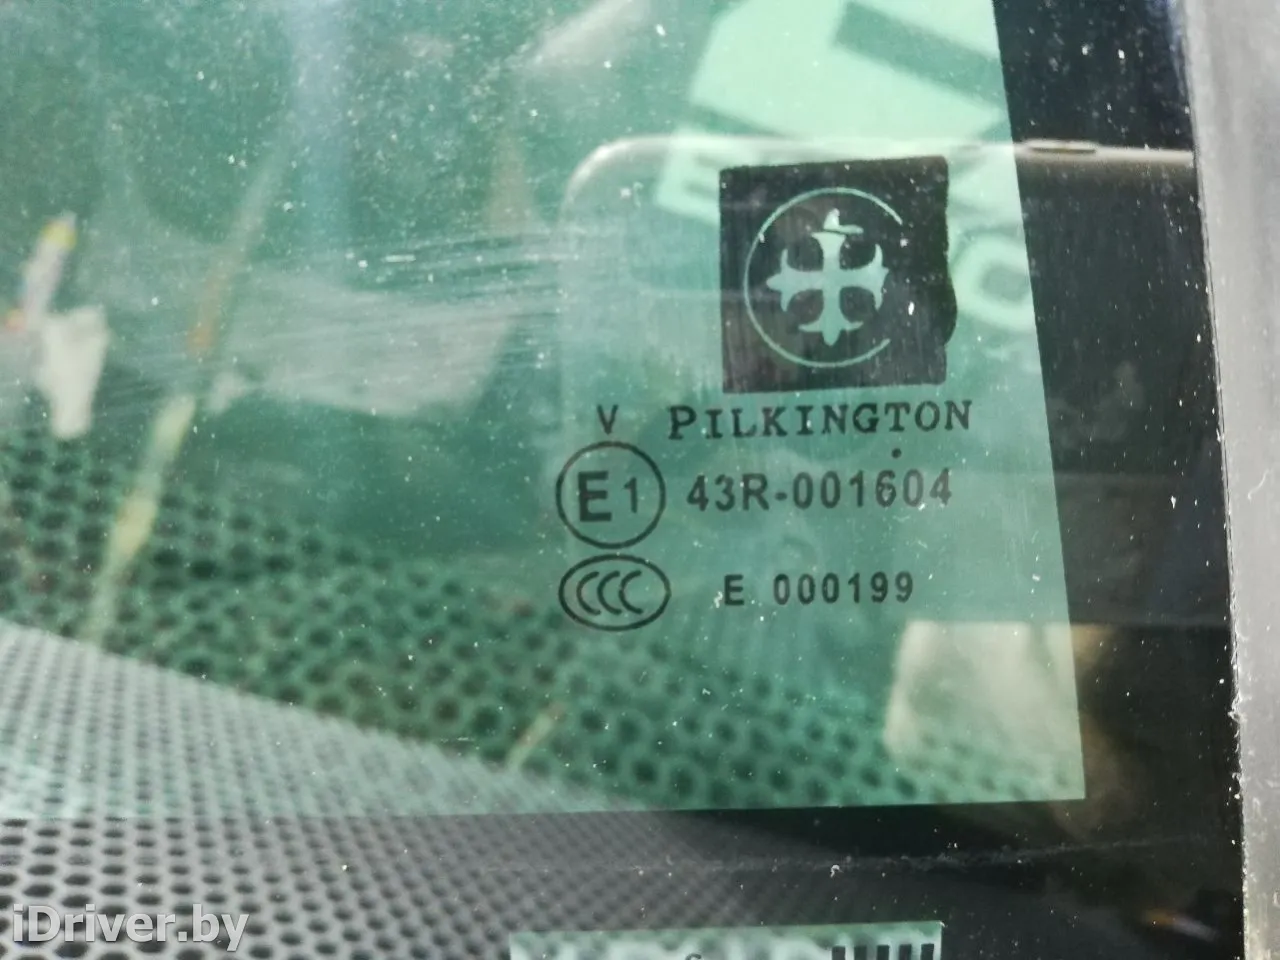 V PILKINGTON
E1 43R-001604
CCC E 000199
iDriver.by